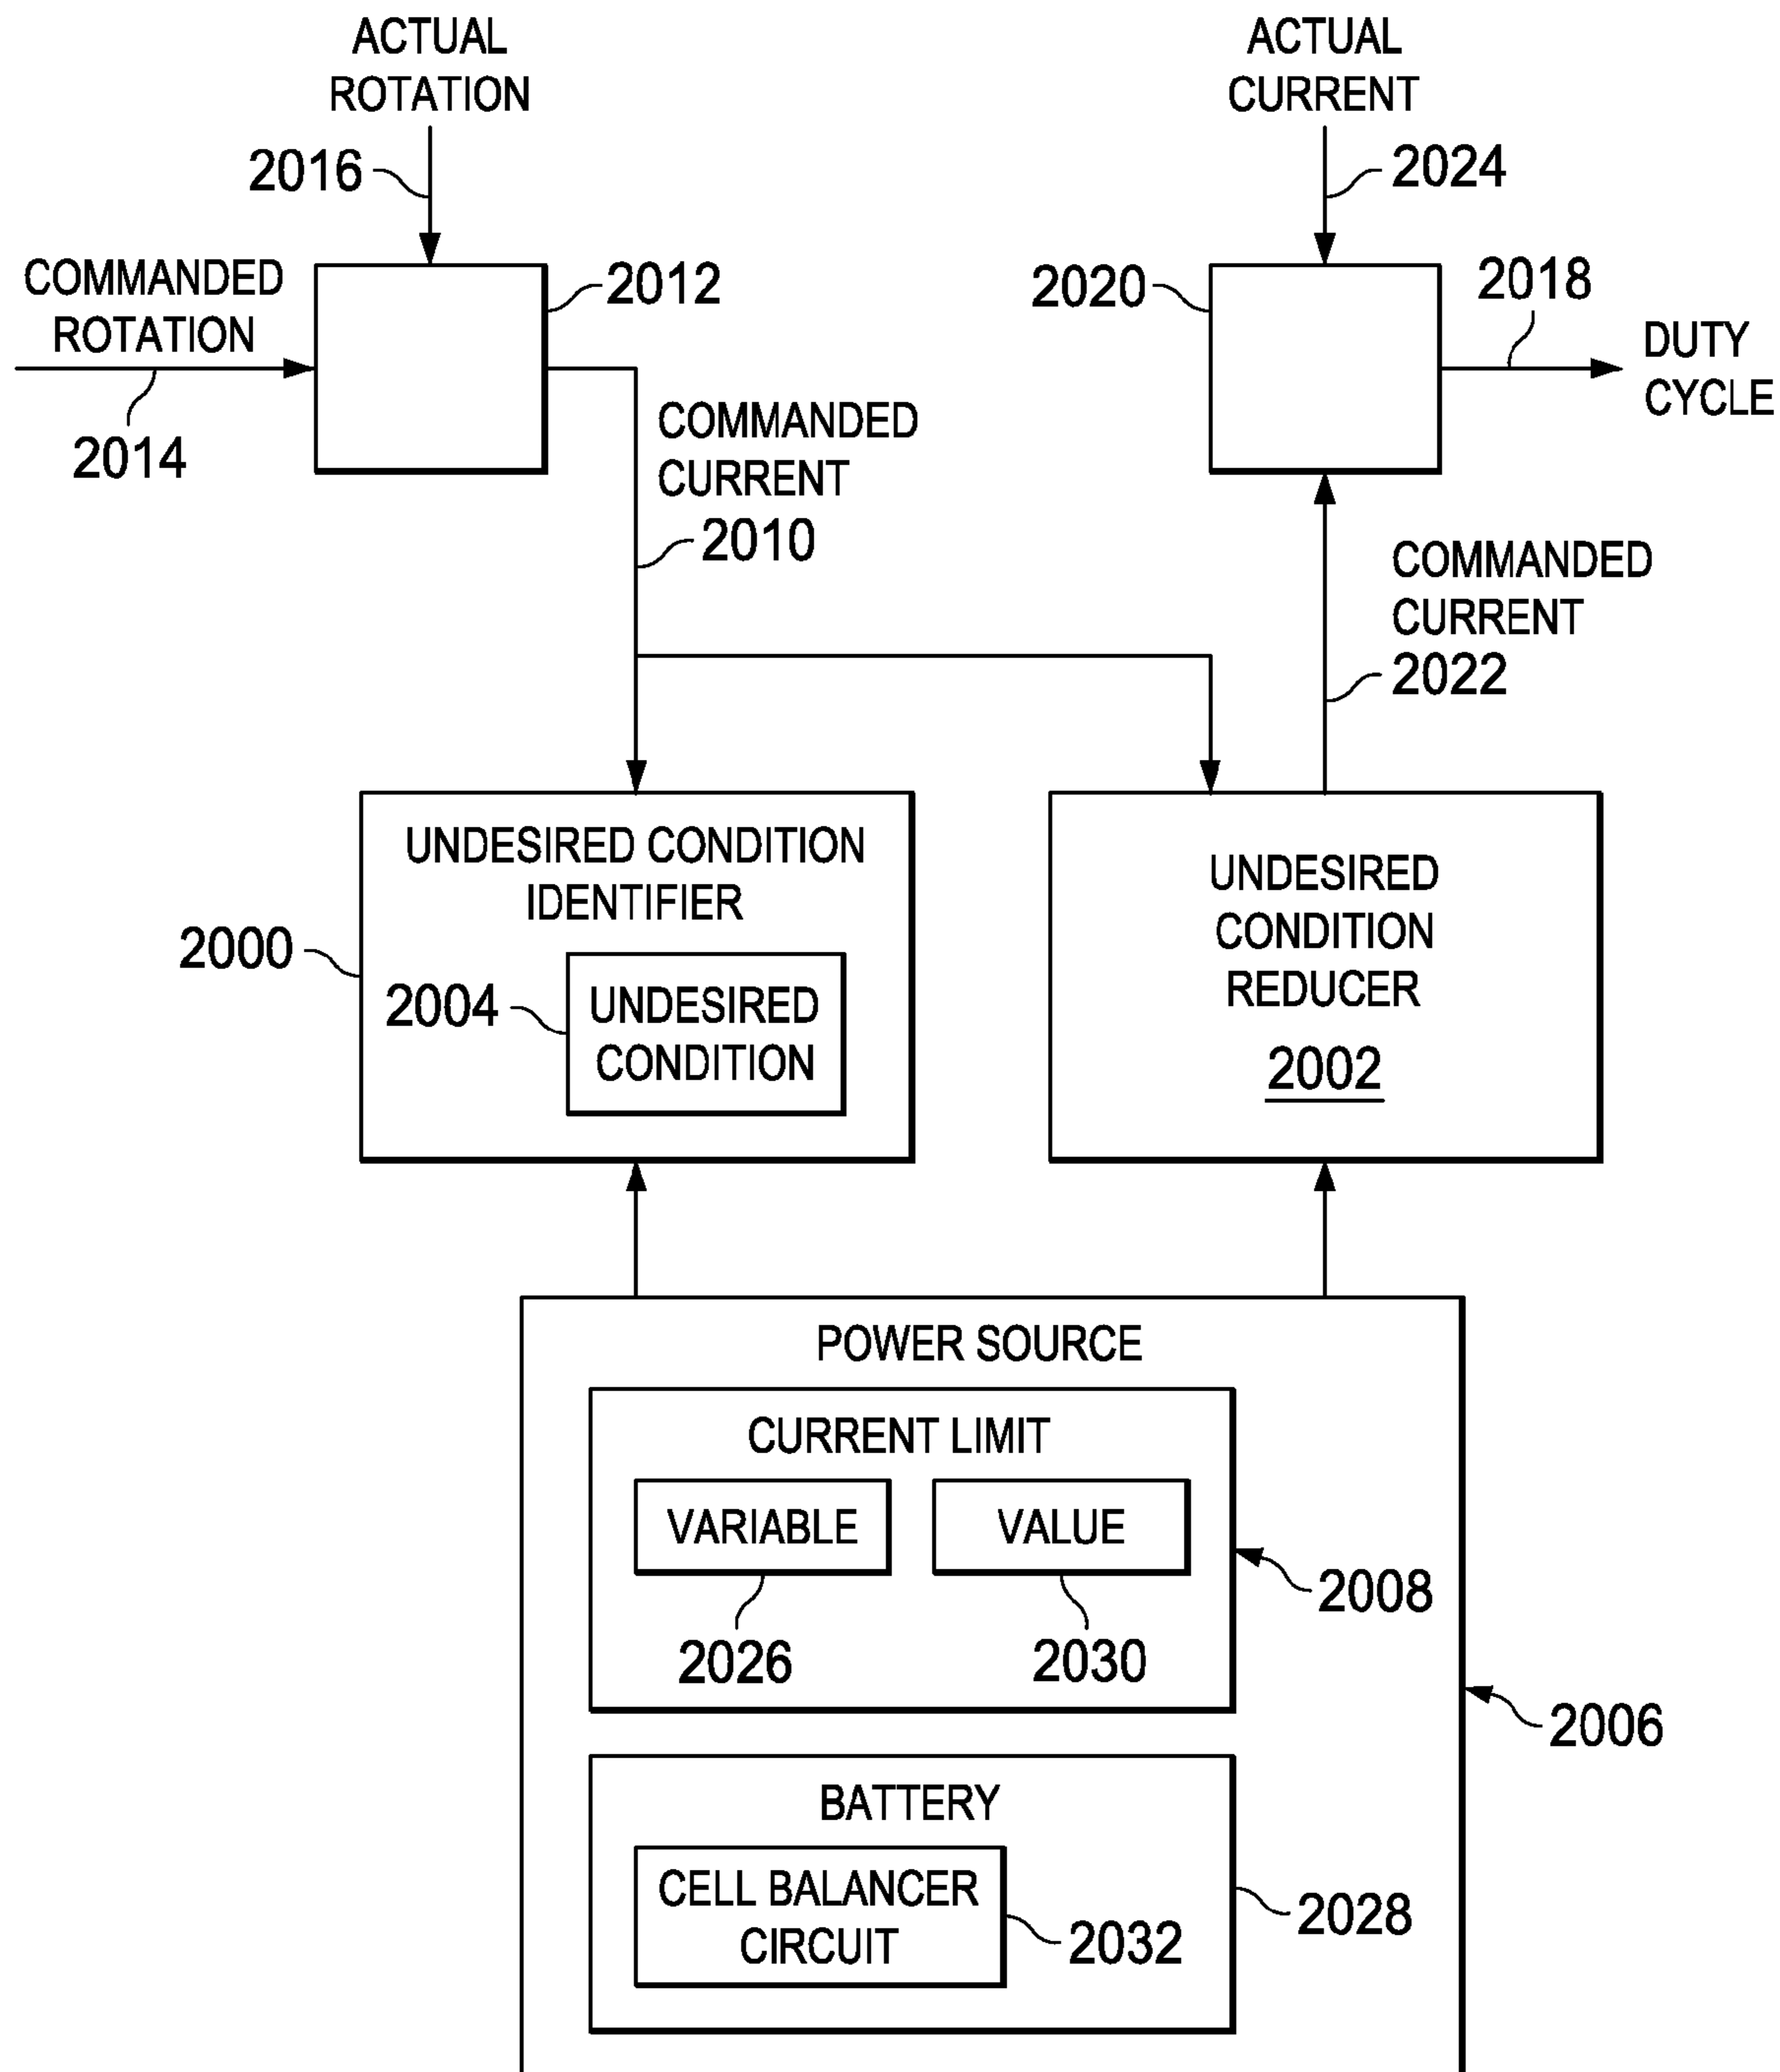 ACTUAL
ROTATION
2016
COMMANDED
ROTATION
2014
2012
COMMANDED
CURRENT
2010
ACTUAL
CURRENT
2024
2020
2018
DUTY
CYCLE
COMMANDED
CURRENT
2022
UNDESIRED CONDITION
IDENTIFIER
2000
2004
UNDESIRED
CONDITION
UNDESIRED
CONDITION
REDUCER
2002
POWER SOURCE
CURRENT LIMIT
VARIABLE
VALUE
2026
2030
2008
2006
BATTERY
CELL BALANCER
CIRCUIT
2032
2028